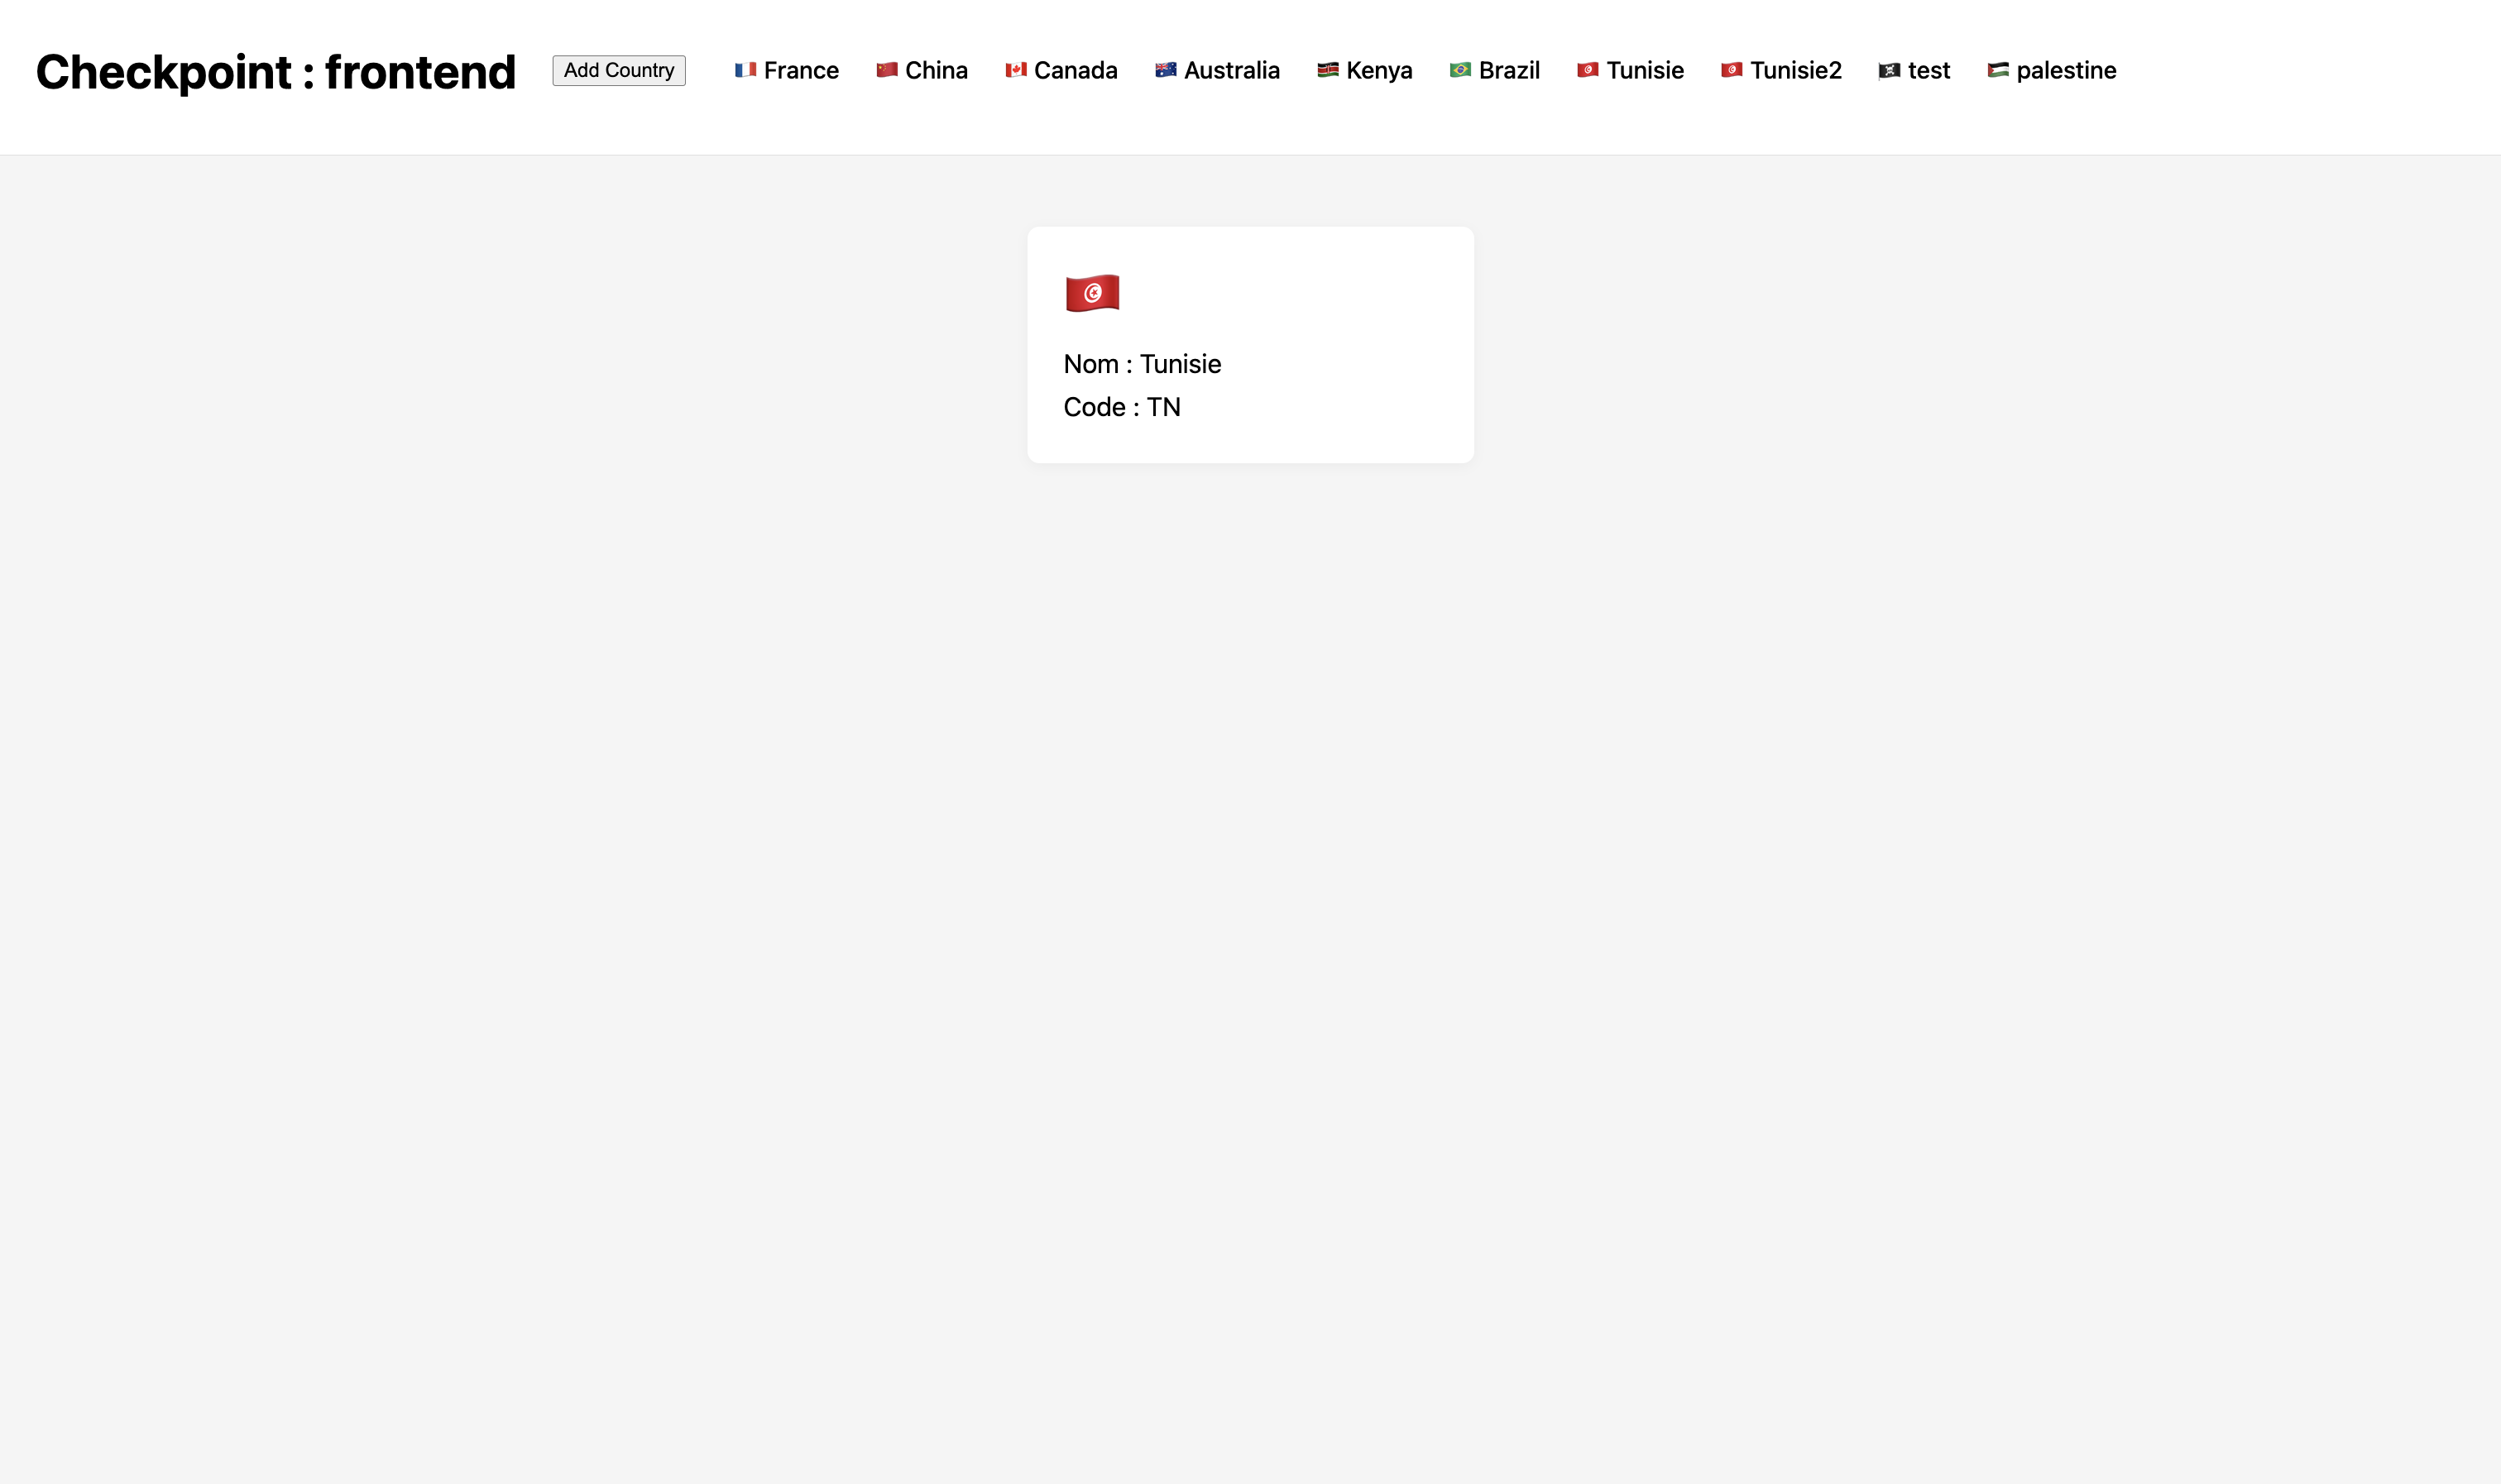 Checkpoint : frontend
Add Country
🇫🇷 France
🇨🇳 China
🇨🇦 Canada
🇦🇺 Australia
🇰🇪 Kenya
🇧🇷 Brazil
🇹🇳 Tunisie
🇹🇳 Tunisie2
🏴‍☠️ test
🇵🇸 palestine
🇹🇳
Nom : Tunisie
Code : TN